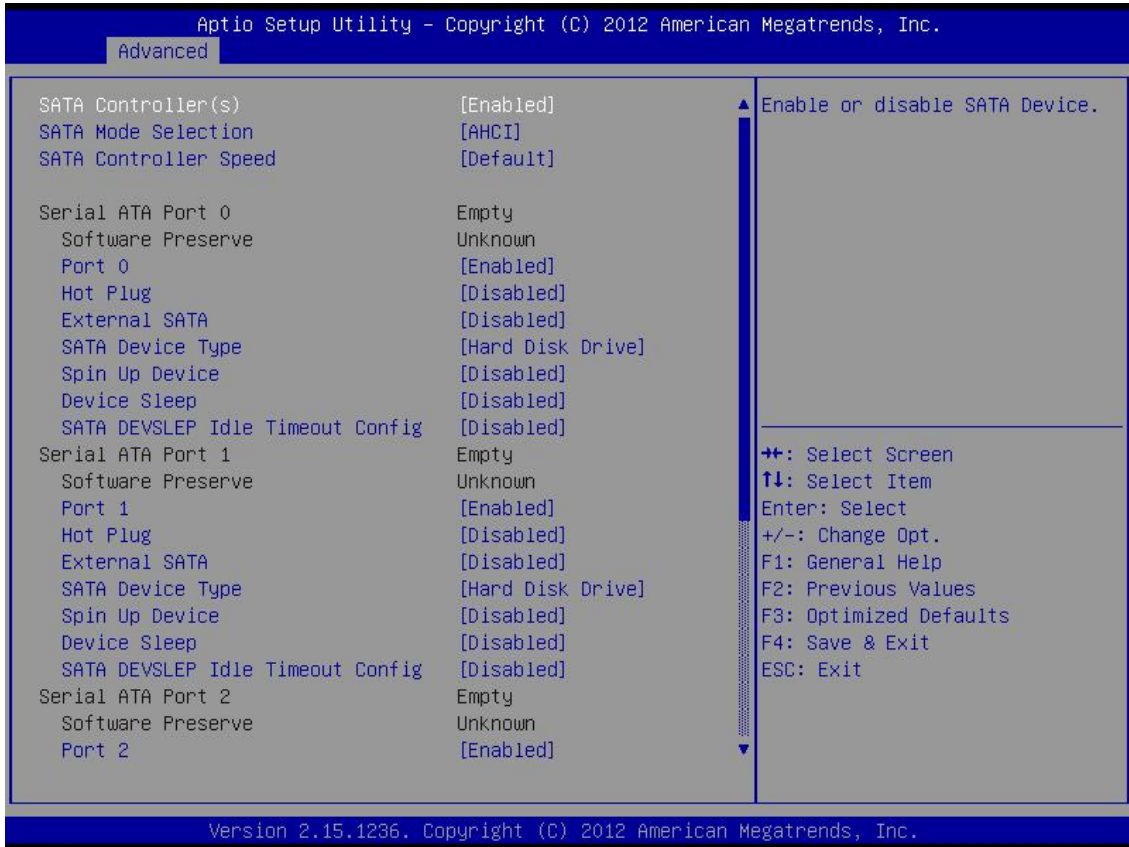 Aptio Setup Utility – Copyright (C) 2012 American Megatrends, Inc.
Advanced
SATA Controller(s) [Enabled]
SATA Mode Selection [AHCI]
SATA Controller Speed [Default]
Serial ATA Port 0 Empty
Software Preserve Unknown
Port 0 [Enabled]
Hot Plug [Disabled]
External SATA [Disabled]
SATA Device Type [Hard Disk Drive]
Spin Up Device [Disabled]
Device Sleep [Disabled]
SATA DEVSLEP Idle Timeout Config [Disabled]
Serial ATA Port 1 Empty
Software Preserve Unknown
Port 1 [Enabled]
Hot Plug [Disabled]
External SATA [Disabled]
SATA Device Type [Hard Disk Drive]
Spin Up Device [Disabled]
Device Sleep [Disabled]
SATA DEVSLEP Idle Timeout Config [Disabled]
Serial ATA Port 2 Empty
Software Preserve Unknown
Port 2 [Enabled]
Enable or disable SATA Device.
→←: Select Screen
↑↓: Select Item
Enter: Select
+/-: Change Opt.
F1: General Help
F2: Previous Values
F3: Optimized Defaults
F4: Save & Exit
ESC: Exit
Version 2.15.1236. Copyright (C) 2012 American Megatrends, Inc.